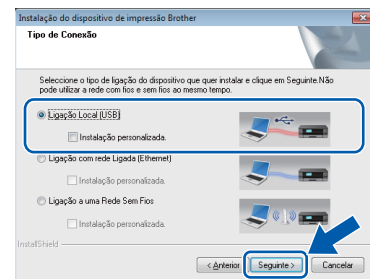 Instalação do dispositivo de impressão Brother
Tipo de Conexão
Seleccione o tipo de ligação do dispositivo que quer instalar e clique em Seguinte.Não
pode utilizar a rede com fios e sem fios ao mesmo tempo.
Ligação Local (USB)
Instalação personalizada.
Ligação com rede Ligada (Ethernet)
Instalação personalizada.
Ligação a uma Rede Sem Fios
Instalação personalizada.
InstallShield
< Anterior
Seguinte >
Cancelar